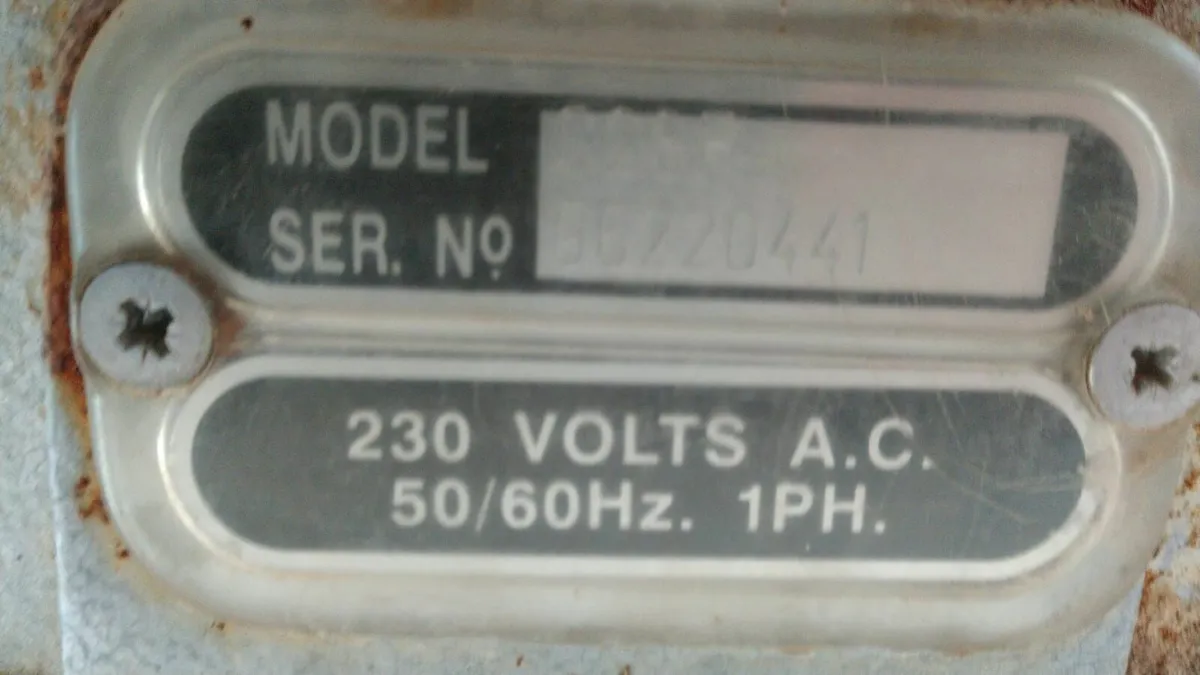 MODEL
SER. Nº
230 VOLTS A.C.
50/60Hz. 1PH.